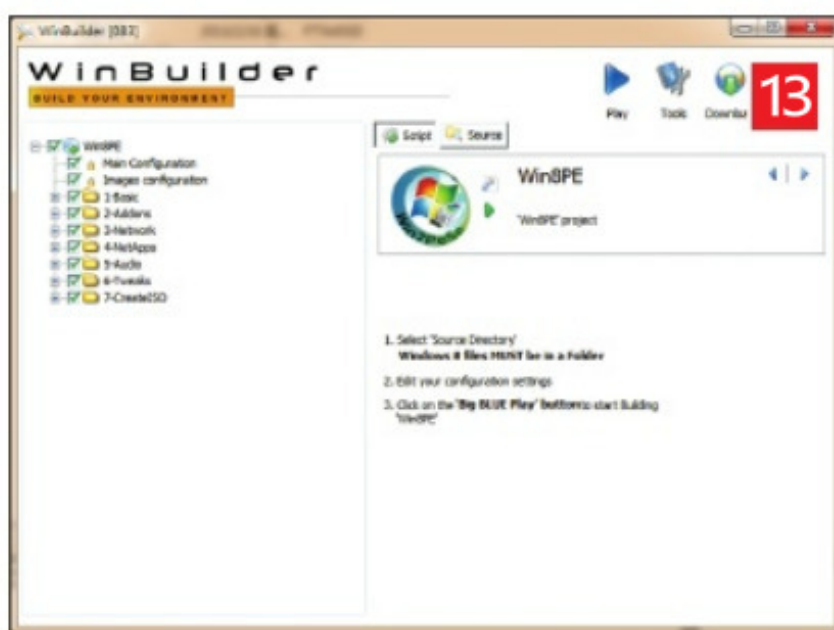 WinBuilder [082]
WinBuilder
BUILD YOUR ENVIRONMENT
Play
Tools
13
Script
Source
Win8PE
Main Configuration
Images configuration
1-Basic
2-Addons
3-Network
4-NetApps
5-Audio
6-Tweaks
7-CreateISO
Win8PE
'Win8PE' project
1. Select 'Source Directory'
Windows 8 files MUST be in a Folder
2. Edit your configuration settings
3. Click on the 'Big BLUE Play' button to start Building
'Win8PE'